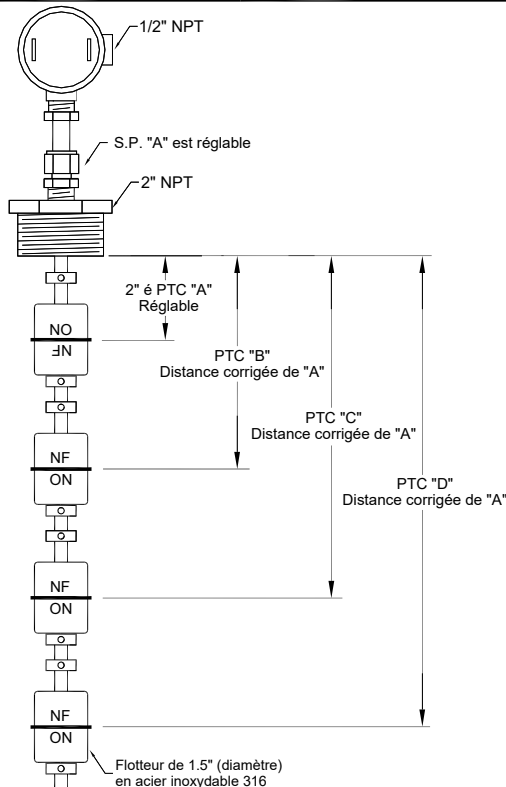 1/2" NPT
S.P. "A" est réglable
2" NPT
2" é PTC "A"
Réglable
NO
NF
PTC "B"
Distance corrigée de "A"
PTC "C"
Distance corrigée de "A"
NF
ON
PTC "D"
Distance corrigée de "A"
NF
ON
NF
ON
Flotteur de 1.5" (diamètre)
en acier inoxydable 316